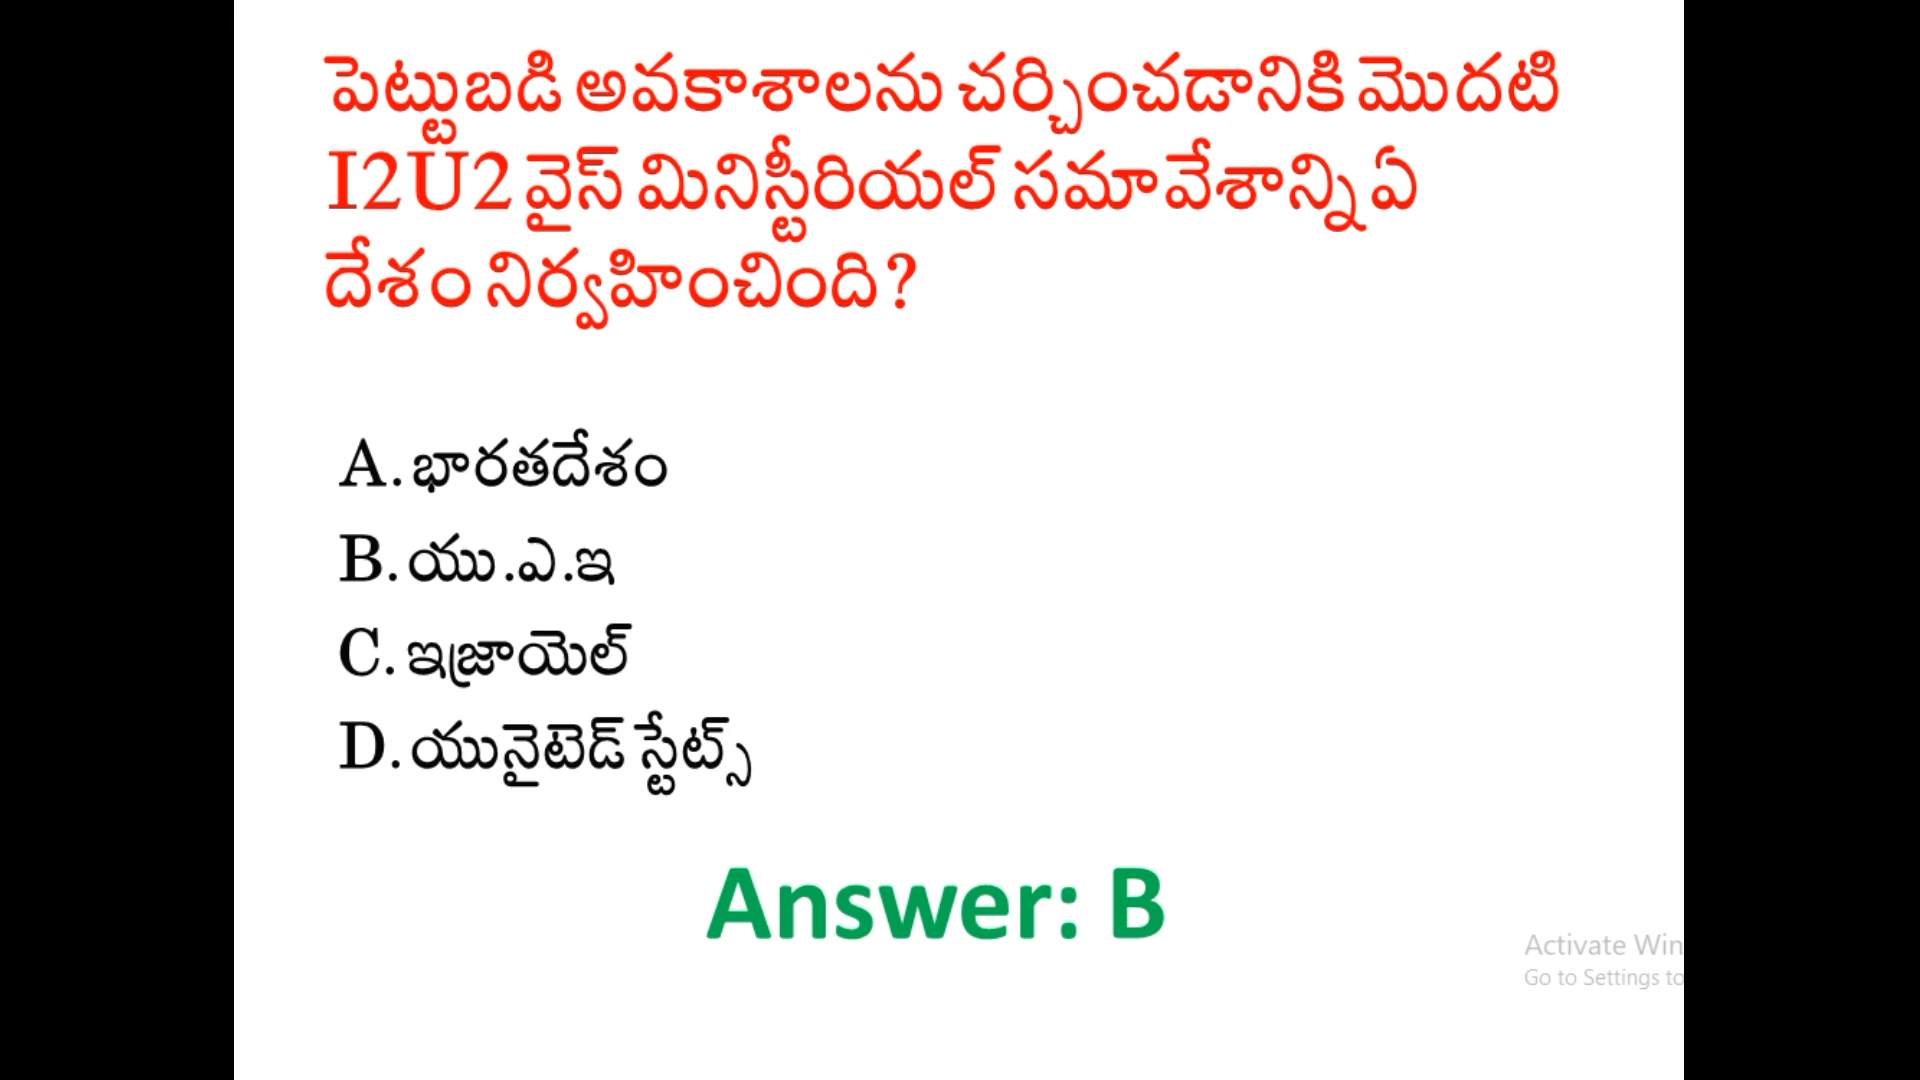 పెట్టుబడి అవకాశాలను చర్చించడానికి మొదటి
I2U2 వైస్ మినిస్టీరియల్ సమావేశాన్ని ఏ
దేశం నిర్వహించింది?
A. భారతదేశం
B. యు.ఎ.ఇ
C. ఇజ్రాయెల్
D. యునైటెడ్ స్టేట్స్
Answer: B
Activate Win
Go to Settings to